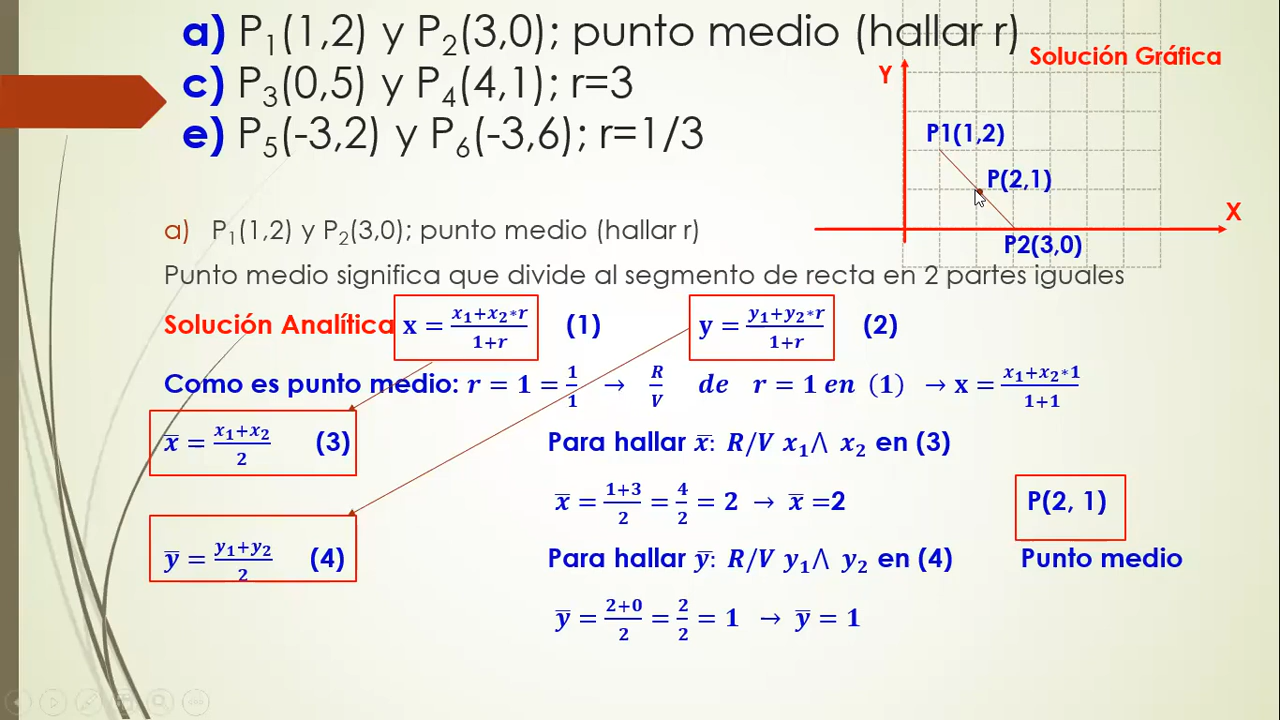 a) P₁(1,2) y P₂(3,0); punto medio (hallar r)
c) P₃(0,5) y P₄(4,1); r=3
e) P₅(-3,2) y P₆(-3,6); r=1/3
Solución Gráfica
Y
P1(1,2)
P(2,1)
X
P2(3,0)
a) P₁(1,2) y P₂(3,0); punto medio (hallar r)
Punto medio significa que divide al segmento de recta en 2 partes iguales
Solución Analítica x = (x₁+x₂*r)/(1+r) (1) y = (y₁+y₂*r)/(1+r) (2)
Como es punto medio: r = 1 = 1/1 → R/V de r = 1 en (1) → x = (x₁+x₂*1)/(1+1)
x̅ = (x₁+x₂)/2 (3) Para hallar x̅: R/V x₁⋀ x₂ en (3)
x̅ = (1+3)/2 = 4/2 = 2 → x̅ =2 P(2, 1)
y̅ = (y₁+y₂)/2 (4) Para hallar y̅: R/V y₁⋀ y₂ en (4) Punto medio
y̅ = (2+0)/2 = 2/2 = 1 → y̅ = 1